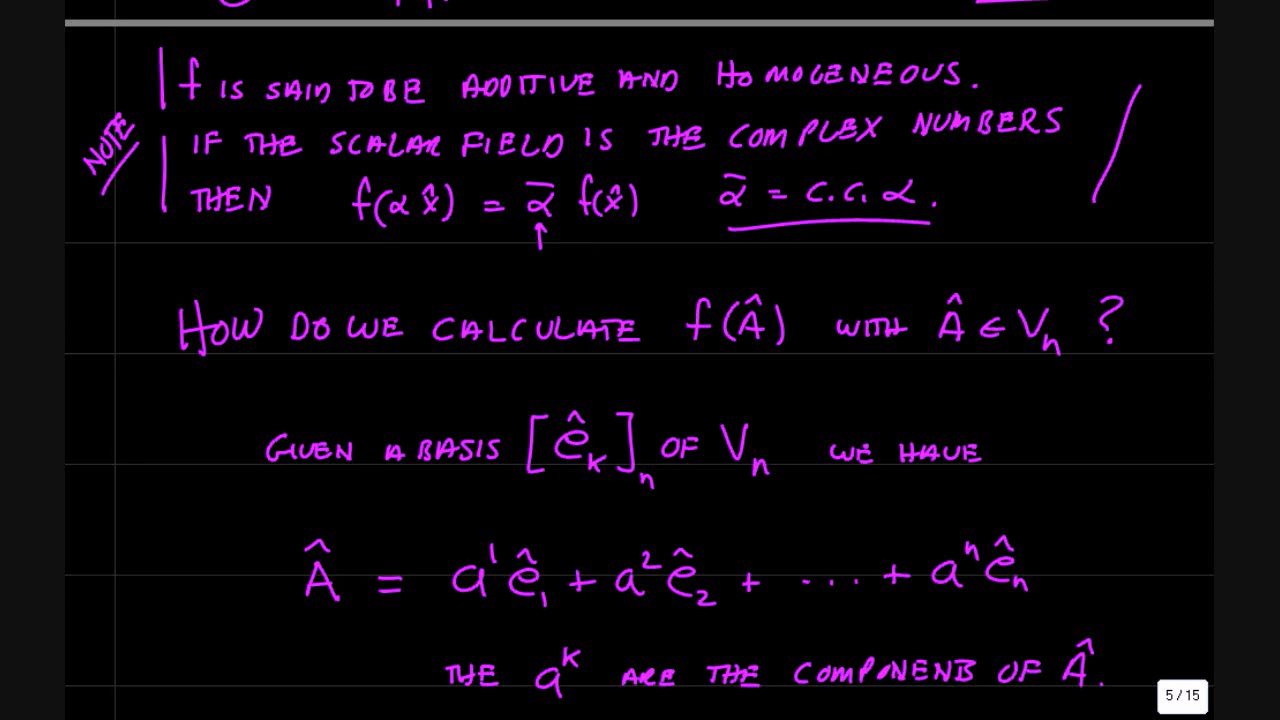 f IS SAID TO BE ADDITIVE AND HOMOGENEOUS.
NOTE
IF THE SCALAR FIELD IS THE COMPLEX NUMBERS
THEN f(αx̂) = ᾱ f(x̂) ᾱ = C.C. α.
↑
HOW DO WE CALCULATE f(Â) WITH Â ∈ Vₙ ?
GIVEN A BASIS [êₖ]ₙ OF Vₙ WE HAVE
Â = a¹ê₁ + a²ê₂ + ... + aⁿêₙ
THE aᵏ ARE THE COMPONENTS OF Â.
5 / 15